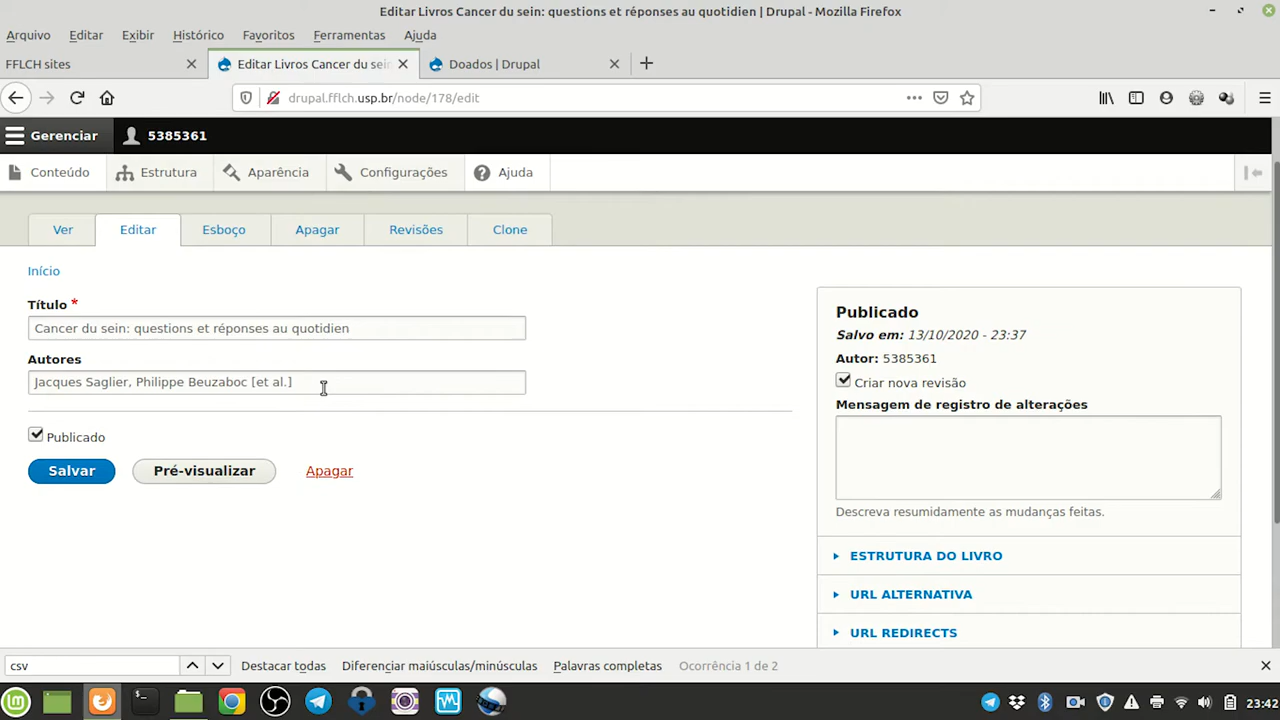 Editar Livros Cancer du sein: questions et réponses au quotidien | Drupal - Mozilla Firefox
Arquivo Editar Exibir Histórico Favoritos Ferramentas Ajuda
FFLCH sites
Editar Livros Cancer du sein
Doados | Drupal
drupal.fflch.usp.br/node/178/edit
Gerenciar 5385361
Conteúdo Estrutura Aparência Configurações Ajuda
Ver Editar Esboço Apagar Revisões Clone
Início
Título *
Cancer du sein: questions et réponses au quotidien
Autores
Jacques Saglier, Philippe Beuzaboc [et al.]
Publicado
Salvar Pré-visualizar Apagar
Publicado
Salvo em: 13/10/2020 - 23:37
Autor: 5385361
Criar nova revisão
Mensagem de registro de alterações
Descreva resumidamente as mudanças feitas.
ESTRUTURA DO LIVRO
URL ALTERNATIVA
URL REDIRECTS
csv Destacar todas Diferenciar maiúsculas/minúsculas Palavras completas Ocorrência 1 de 2
23:42